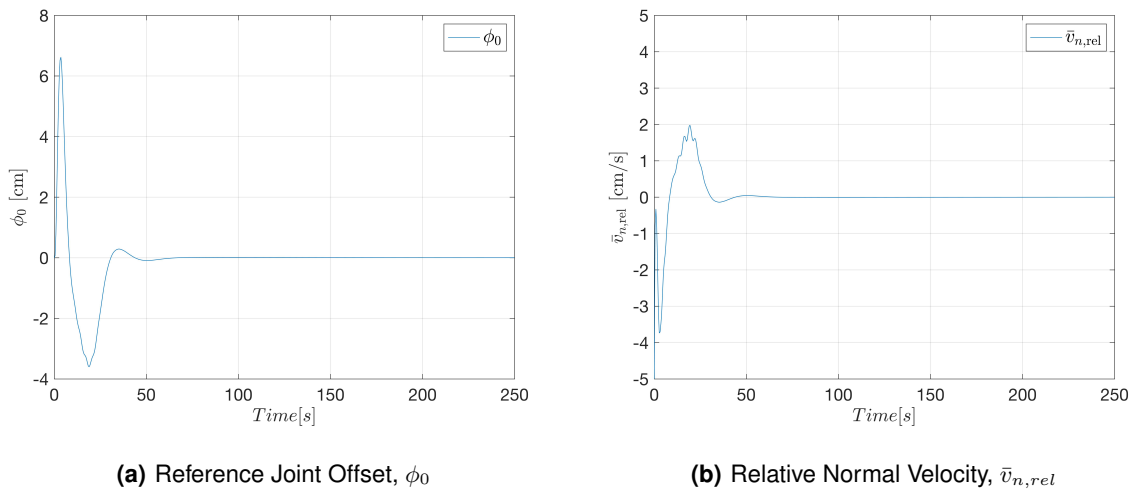 8
6
4
2
0
-2
-4
ϕ₀ [cm]
0 50 100 150 200 250
Time[s]
ϕ₀
(a) Reference Joint Offset, ϕ₀
5
4
3
2
1
0
-1
-2
-3
-4
-5
v̄n,rel [cm/s]
0 50 100 150 200 250
Time[s]
v̄n,rel
(b) Relative Normal Velocity, v̄n,rel